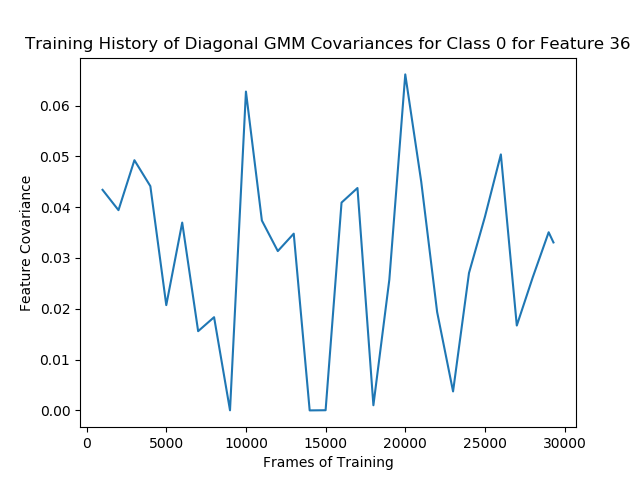 Training History of Diagonal GMM Covariances for Class 0 for Feature 36
0.06
0.05
0.04
0.03
0.02
0.01
0.00
Feature Covariance
0 5000 10000 15000 20000 25000 30000
Frames of Training